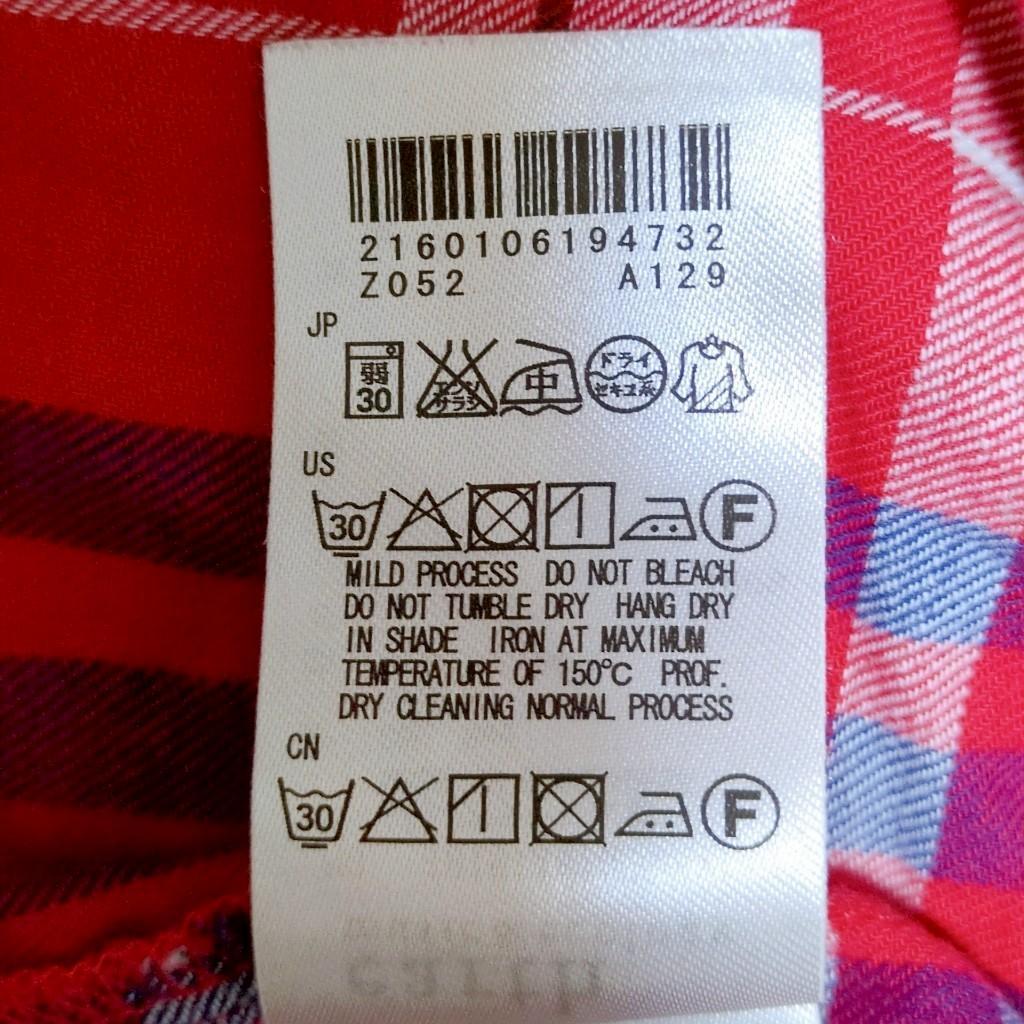 2160106194732
Z052 A129
JP
弱 30 エンソ サラシ 中 ドライ セキユ系
US
30 F
MILD PROCESS DO NOT BLEACH
DO NOT TUMBLE DRY HANG DRY
IN SHADE IRON AT MAXIMUM
TEMPERATURE OF 150°C PROF.
DRY CLEANING NORMAL PROCESS
CN
30 F